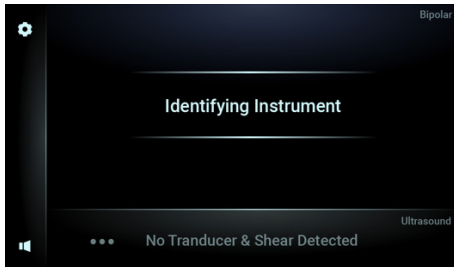 Bipolar
Identifying Instrument
Ultrasound
No Tranducer & Shear Detected